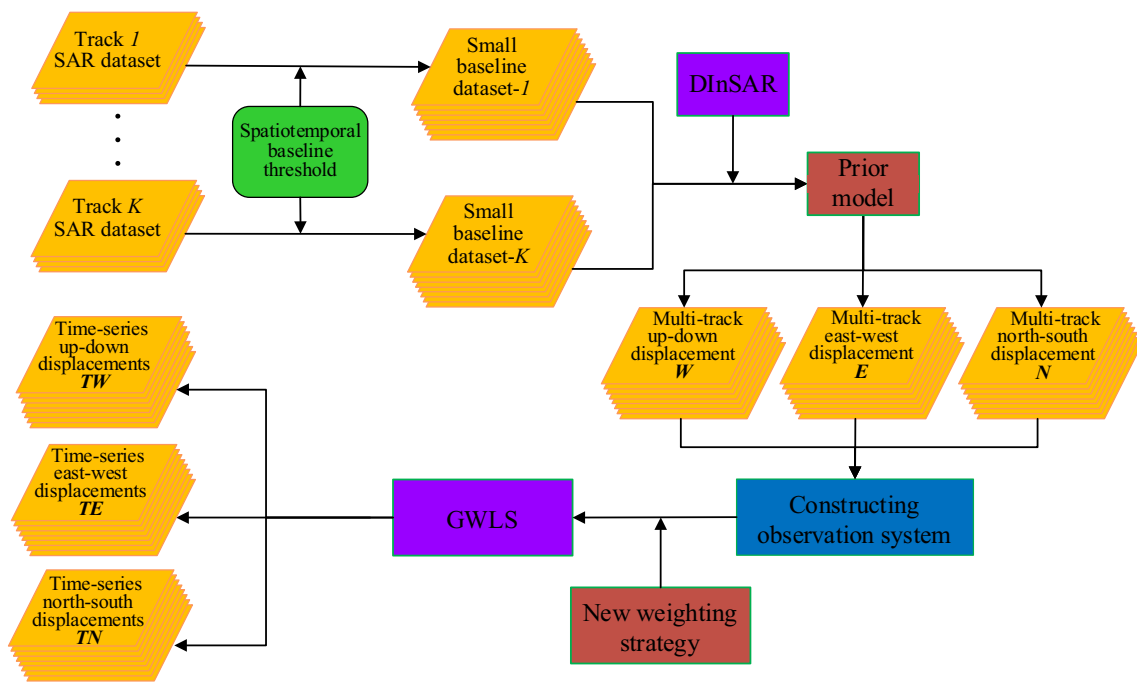 Track 1
SAR dataset
Small
baseline
dataset-1
DInSAR
Spatiotemporal
baseline
threshold
Prior
model
Track K
SAR dataset
Small
baseline
dataset-K
Multi-track
up-down
displacement
W
Multi-track
east-west
displacement
E
Multi-track
north-south
displacement
N
Time-series
up-down
displacements
TW
Time-series
east-west
displacements
TE
GWLS
Constructing
observation system
Time-series
north-south
displacements
TN
New weighting
strategy